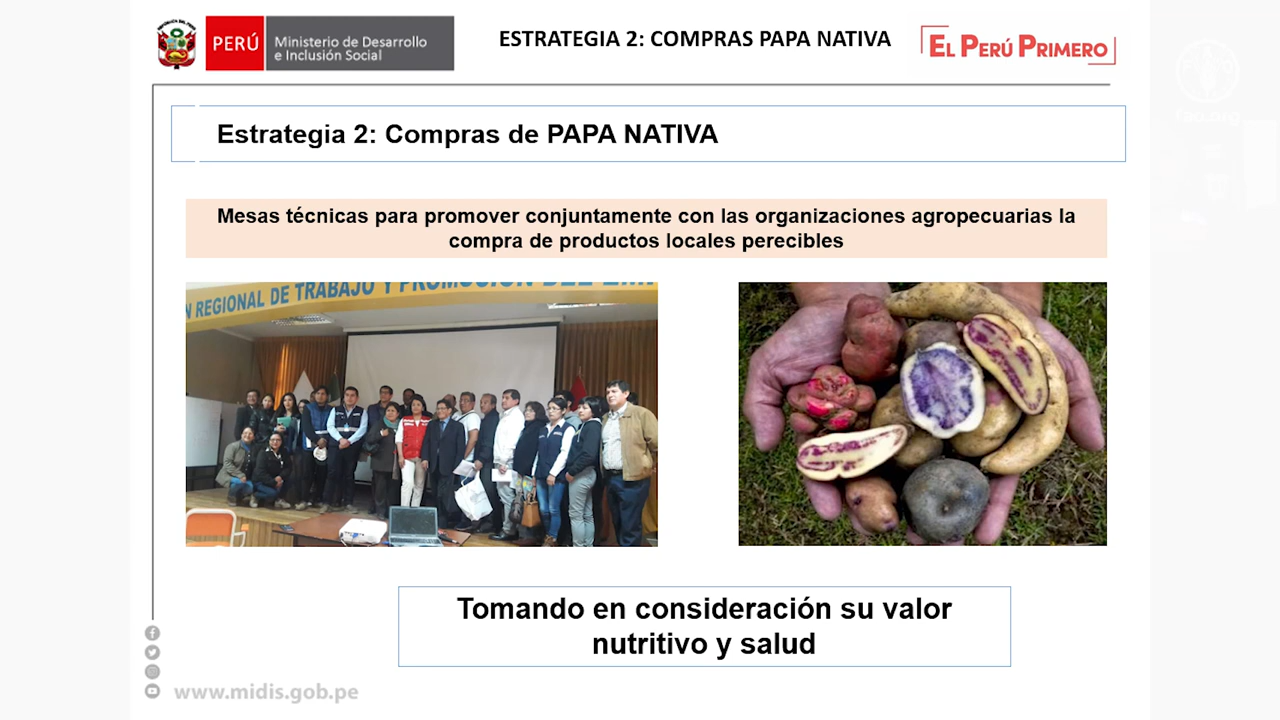 PERÚ
Ministerio de Desarrollo
e Inclusión Social
ESTRATEGIA 2: COMPRAS PAPA NATIVA
EL PERÚ PRIMERO
Estrategia 2: Compras de PAPA NATIVA
Mesas técnicas para promover conjuntamente con las organizaciones agropecuarias la
compra de productos locales perecibles
N REGIONAL DE TRABAJO Y PROMOCIÓN DEL
Tomando en consideración su valor
nutritivo y salud
www.midis.gob.pe